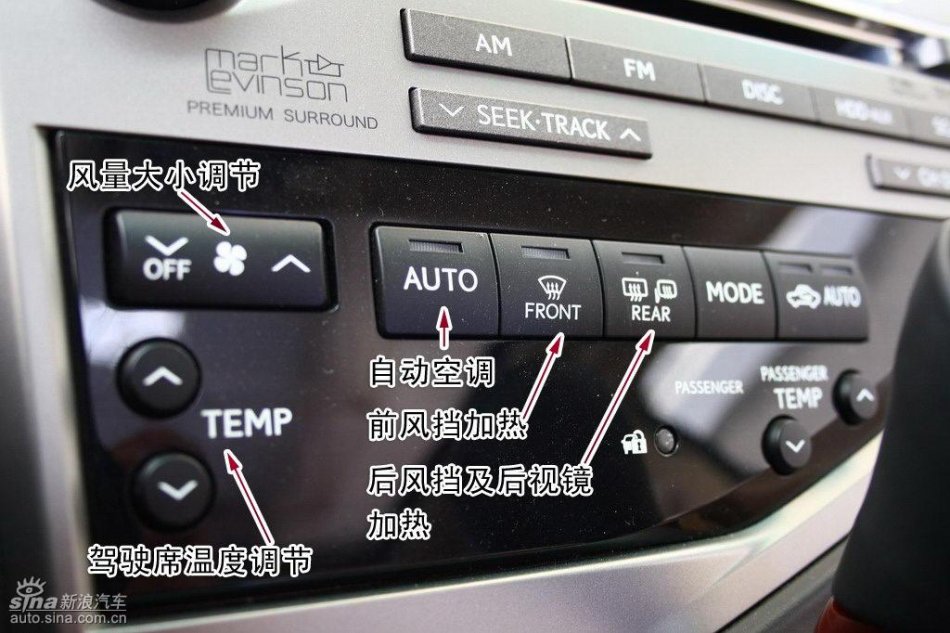 AM
FM
DISC
HDD·AUX
mark
levinson
PREMIUM SURROUND
SEEK·TRACK
风量大小调节
OFF
AUTO
FRONT
REAR
MODE
AUTO
自动空调
前风挡加热
后风挡及后视镜
加热
PASSENGER
PASSENGER
TEMP
TEMP
驾驶席温度调节
sina新浪汽车
auto.sina.com.cn